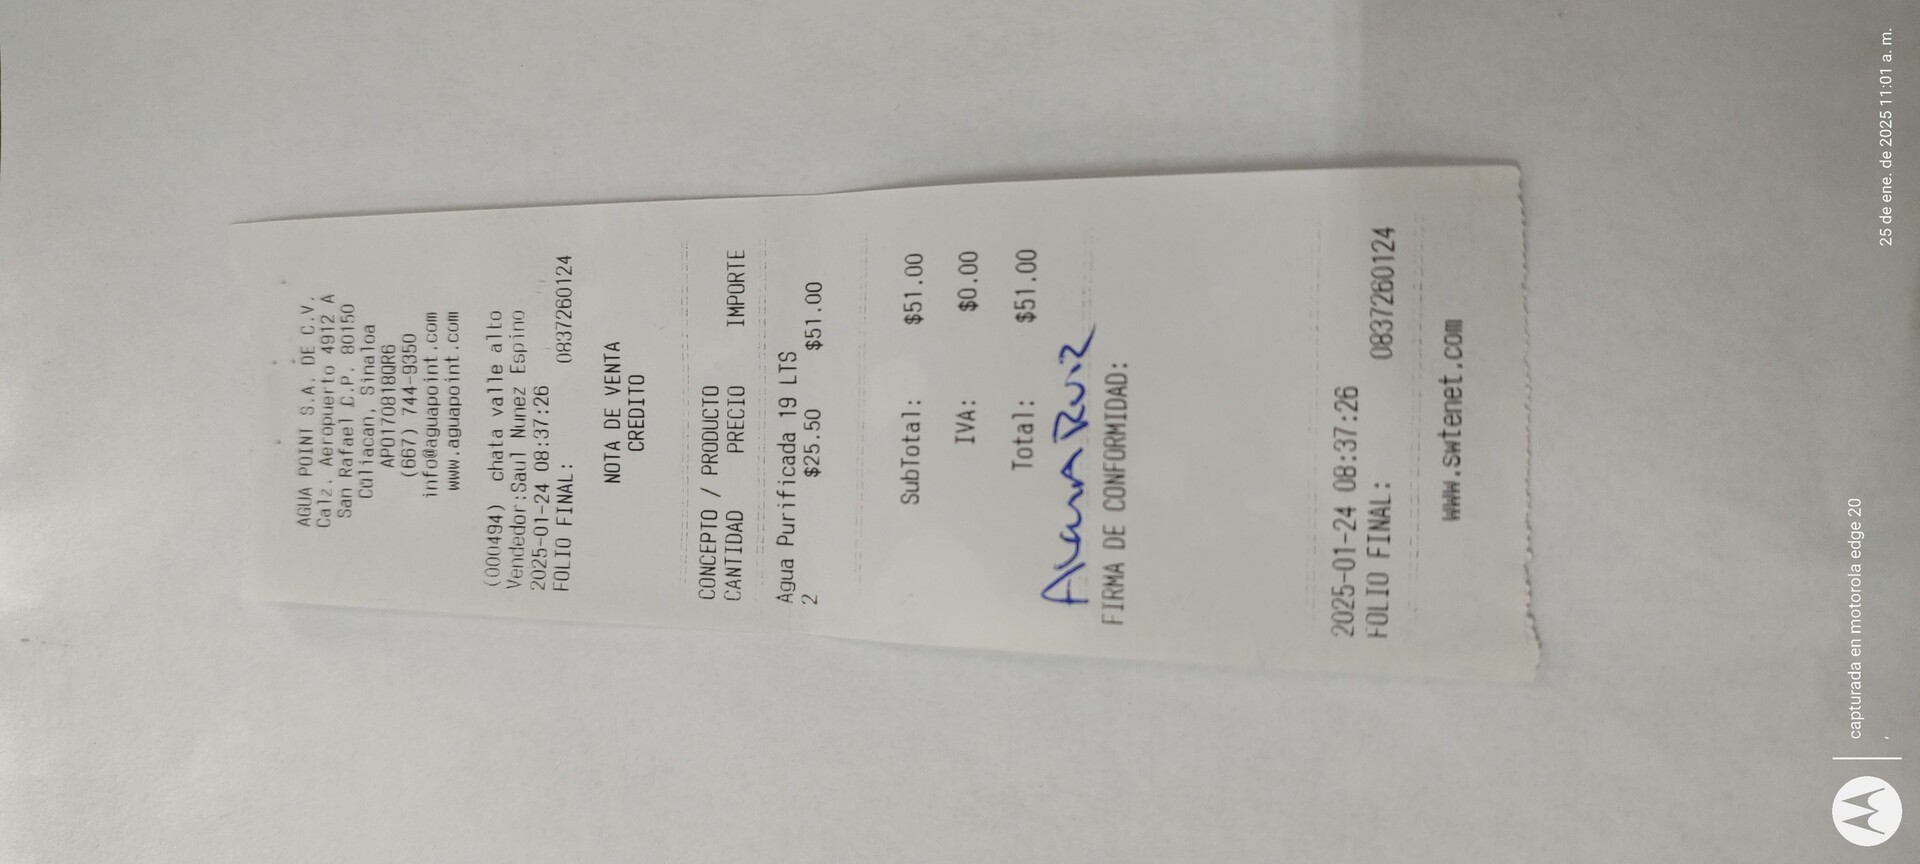 AGUA POINT S.A. DE C.V.
Calz. Aeropuerto 4912 A
San Rafael C.P. 80150
Culiacan, Sinaloa
APO170818QR6
(667) 744-9350
info@aguapoint.com
www.aguapoint.com
(000494) chata valle alto
Vendedor:Saul Nunez Espino
2025-01-24 08:37:26
FOLIO FINAL: 0837260124
NOTA DE VENTA
CREDITO
CONCEPTO / PRODUCTO
CANTIDAD PRECIO IMPORTE
Agua Purificada 19 LTS
2 $25.50 $51.00
SubTotal: $51.00
IVA: $0.00
Total: $51.00
Ruiz
FIRMA DE CONFORMIDAD:
2025-01-24 08:37:26
FOLIO FINAL: 0837260124
www.swtenet.com
capturada en motorola edge 20
25 de ene. de 2025 11:01 a. m.